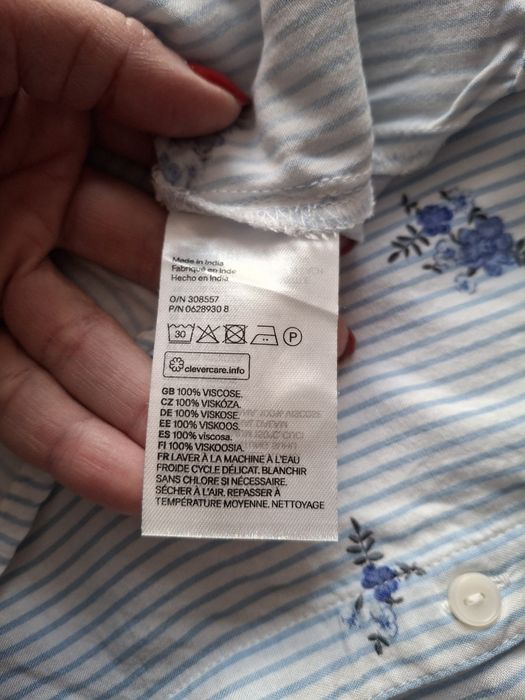 Made in India
Fabriqué en Inde
Hecho en India
O/N 308557
P/N 0628930 8
30 P
clevercare.info
GB 100% VISCOSE.
CZ 100% VISKÓZA.
DE 100% VISKOSE.
EE 100% VISKOOS.
ES 100% viscosa.
FI 100% VISKOOSIA.
FR LAVER À LA MACHINE À L'EAU
FROIDE CYCLE DÉLICAT. BLANCHIR
SANS CHLORE SI NÉCESSAIRE.
SÉCHER À L'AIR. REPASSER À
TEMPÉRATURE MOYENNE. NETTOYAGE